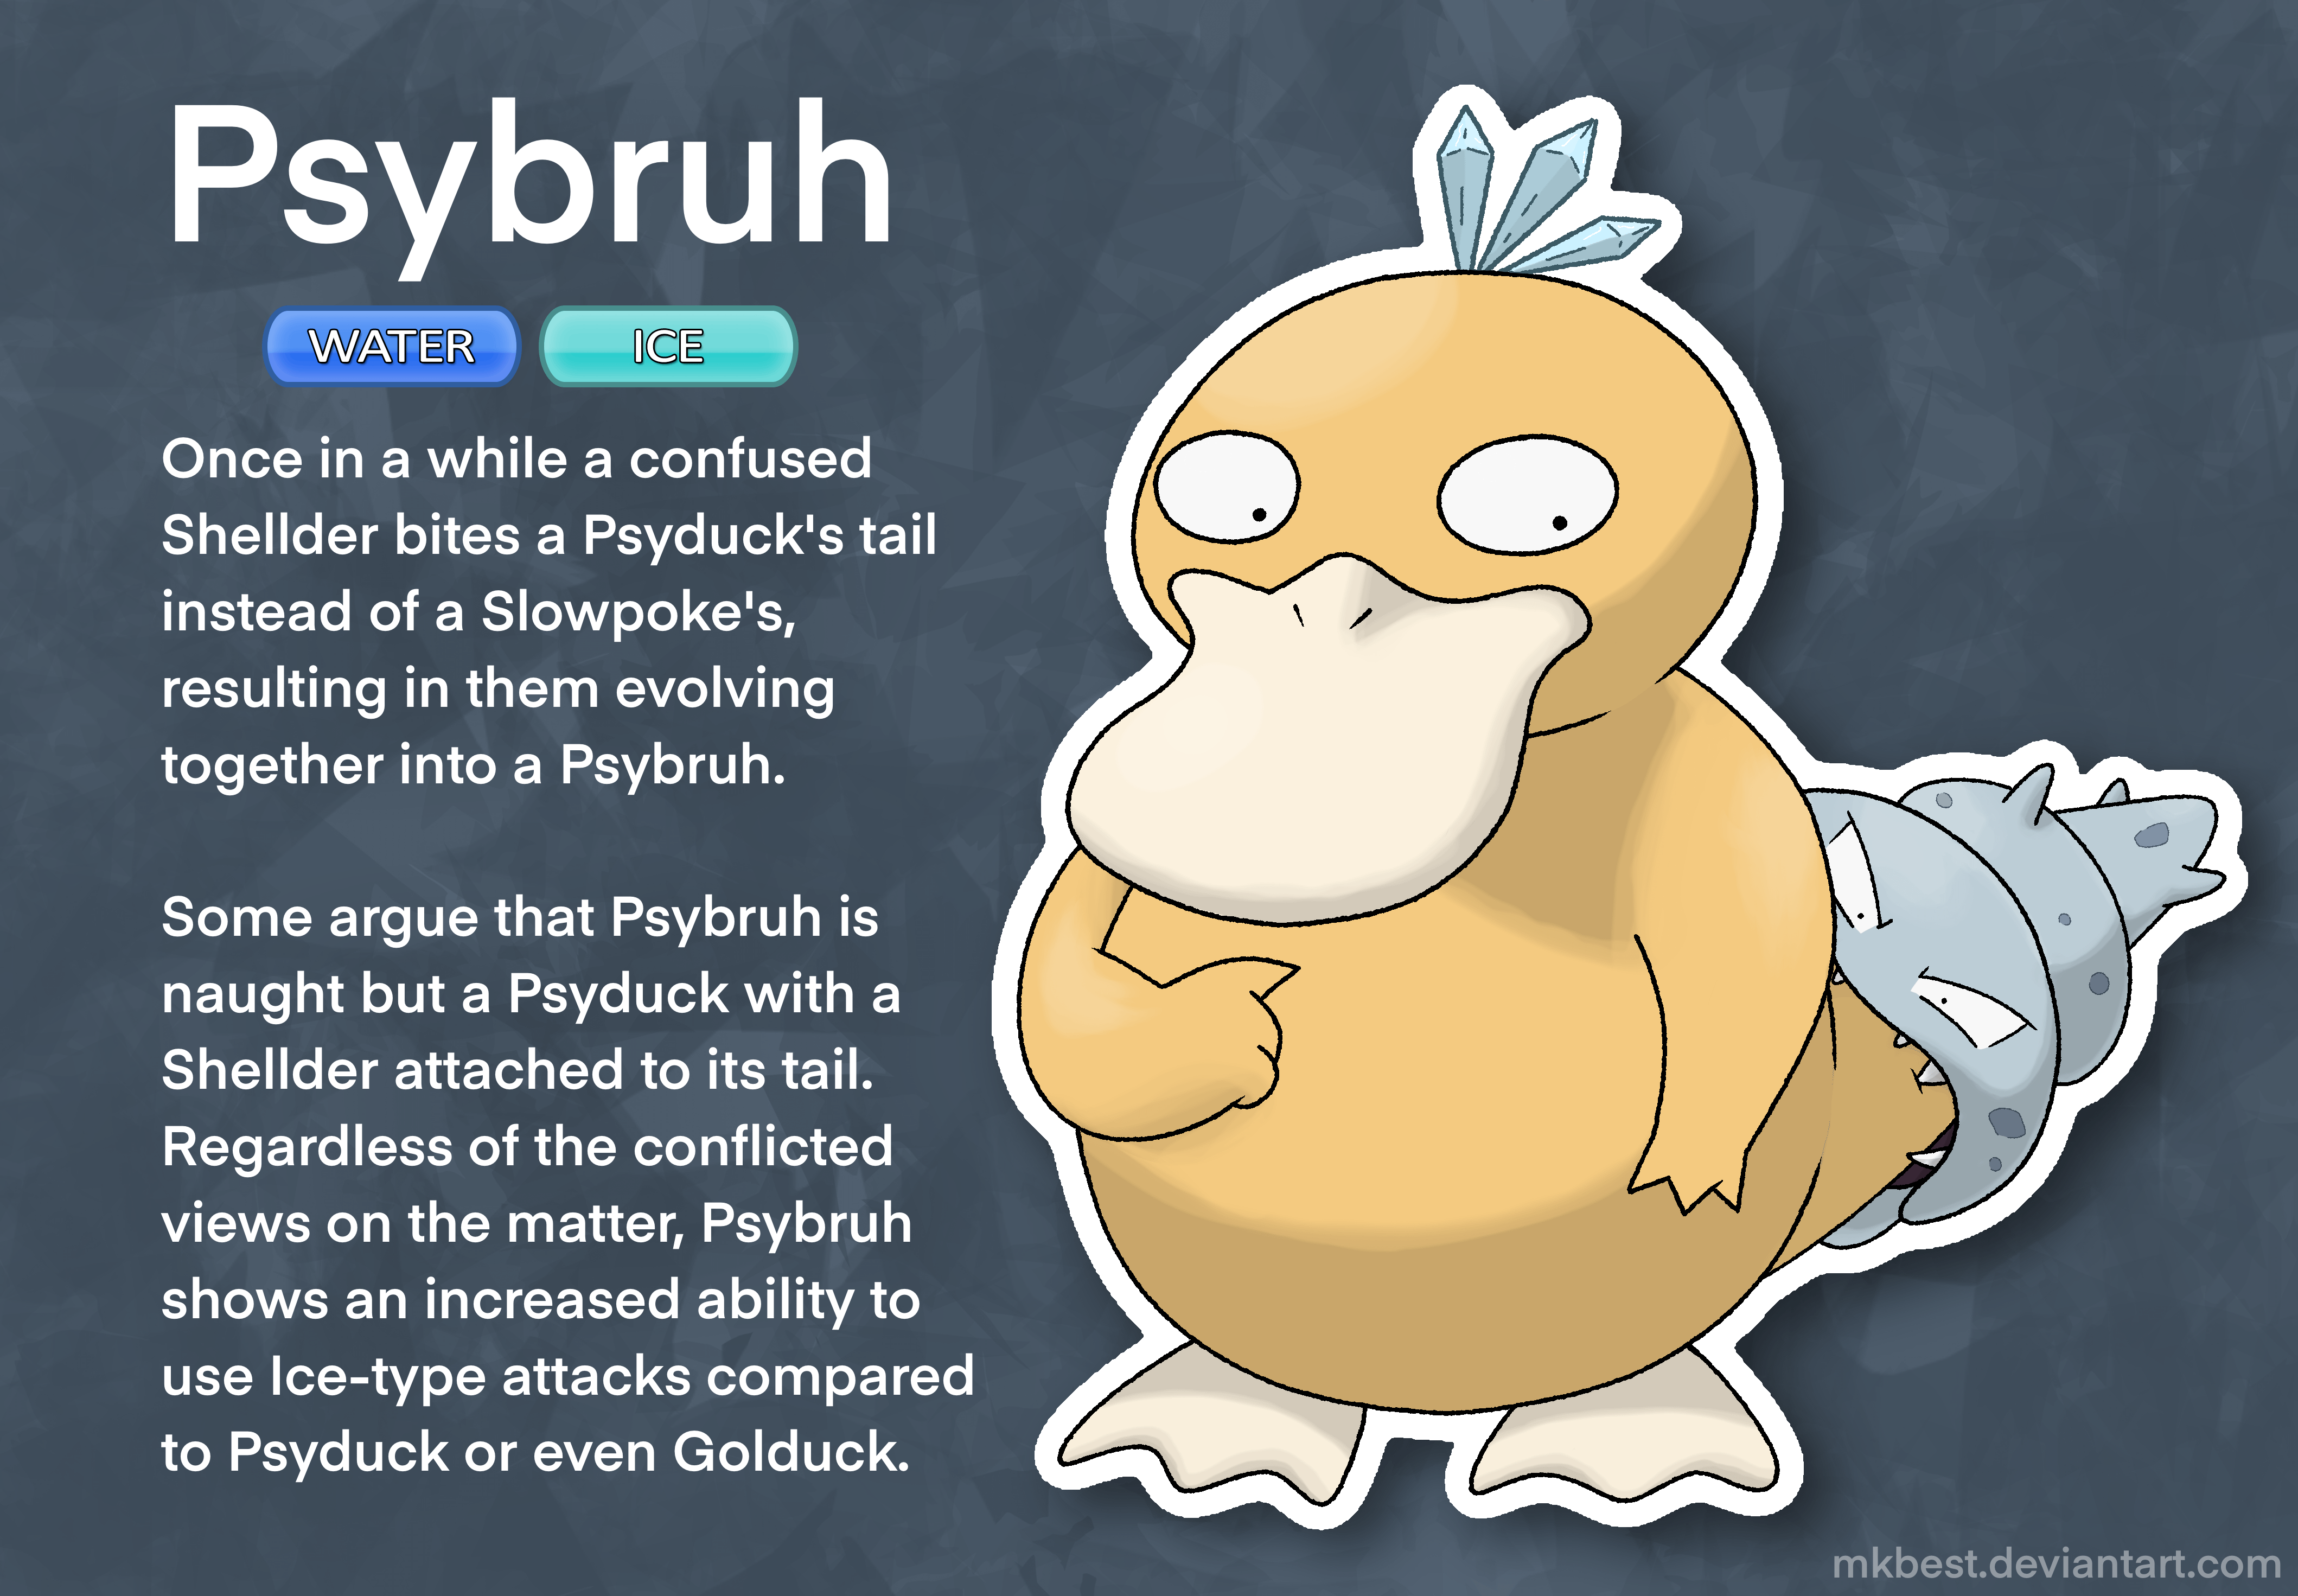 Psybruh
WATER ICE
Once in a while a confused
Shellder bites a Psyduck's tail
instead of a Slowpoke's,
resulting in them evolving
together into a Psybruh.
Some argue that Psybruh is
naught but a Psyduck with a
Shellder attached to its tail.
Regardless of the conflicted
views on the matter, Psybruh
shows an increased ability to
use Ice-type attacks compared
to Psyduck or even Golduck.
mkbest.deviantart.com